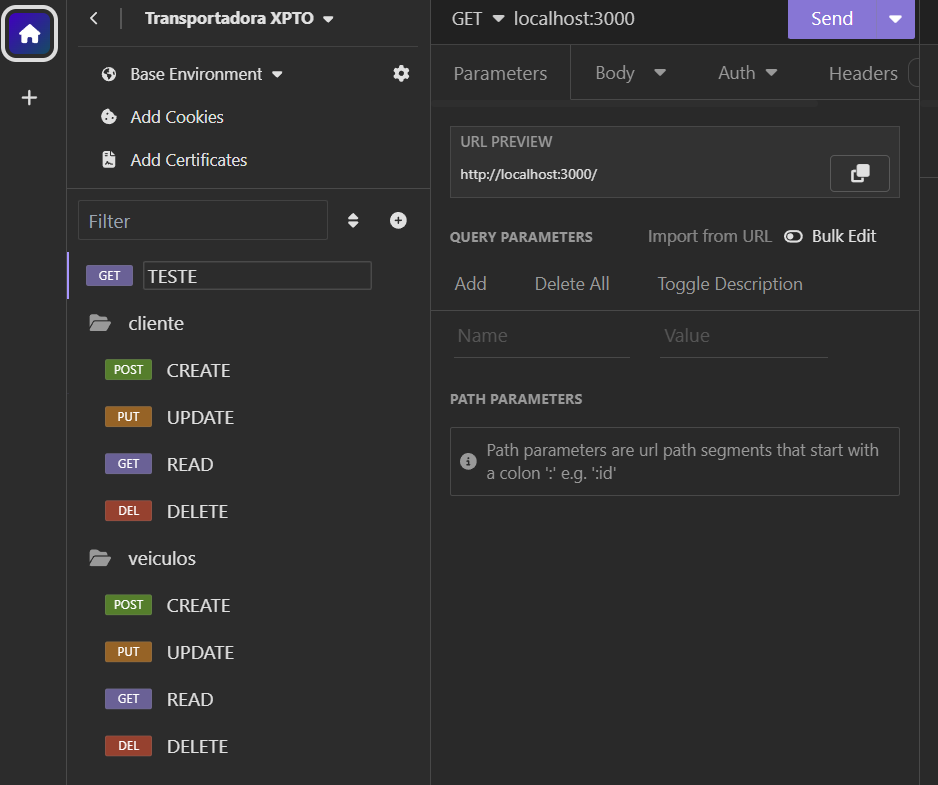 Transportadora XPTO
GET localhost:3000
Send
Base Environment
Add Cookies
Add Certificates
Filter
GET TESTE
cliente
POST CREATE
PUT UPDATE
GET READ
DEL DELETE
veiculos
POST CREATE
PUT UPDATE
GET READ
DEL DELETE
Parameters Body Auth Headers
URL PREVIEW
http://localhost:3000/
QUERY PARAMETERS Import from URL Bulk Edit
Add Delete All Toggle Description
Name Value
PATH PARAMETERS
Path parameters are url path segments that start with
a colon ':' e.g. ':id'